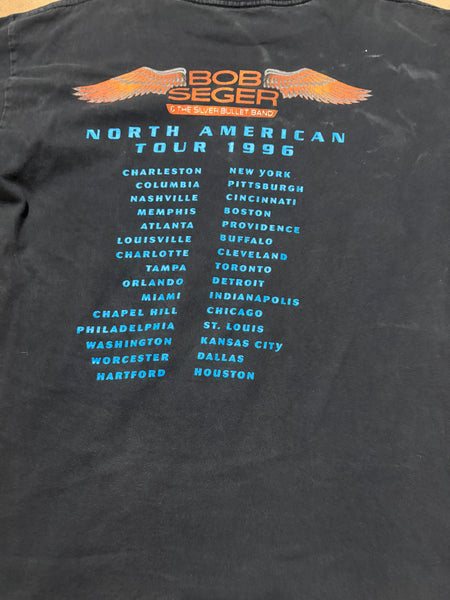 BOB
SEGER
& THE SILVER BULLET BAND
NORTH AMERICAN
TOUR 1996
CHARLESTON NEW YORK
COLUMBIA PITTSBURGH
NASHVILLE CINCINNATI
MEMPHIS BOSTON
ATLANTA PROVIDENCE
LOUISVILLE BUFFALO
CHARLOTTE CLEVELAND
TAMPA TORONTO
ORLANDO DETROIT
MIAMI INDIANAPOLIS
CHAPEL HILL CHICAGO
PHILADELPHIA ST. LOUIS
WASHINGTON KANSAS CITY
WORCESTER DALLAS
HARTFORD HOUSTON